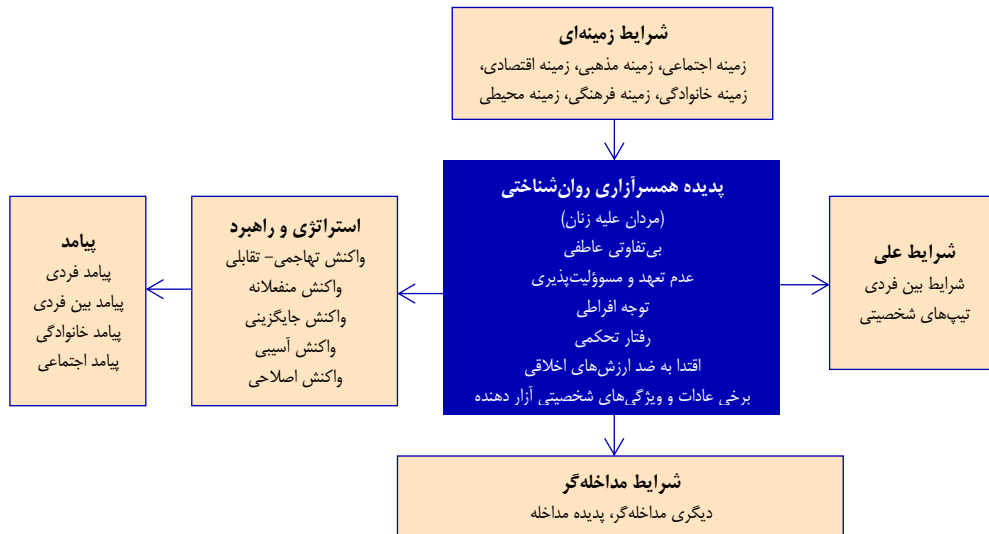 شرایط زمینه‌ای
زمینه اجتماعی، زمینه مذهبی، زمینه اقتصادی،
زمینه خانوادگی، زمینه فرهنگی، زمینه محیطی
شرایط علی
شرایط بین فردی
تیپ‌های شخصیتی
پدیده همسرآزاری روان‌شناختی
(مردان علیه زنان)
بی‌تفاوتی عاطفی
عدم تعهد و مسوؤلیت‌پذیری
توجه افراطی
رفتار تحکمی
اقتدا به ضد ارزش‌های اخلاقی
برخی عادات و ویژگی‌های شخصیتی آزار دهنده
استراتژی و راهبرد
واکنش تهاجمی- تقابلی
واکنش منفعلانه
واکنش جایگزینی
واکنش آسیبی
واکنش اصلاحی
پیامد
پیامد فردی
پیامد بین فردی
پیامد خانوادگی
پیامد اجتماعی
شرایط مداخله‌گر
دیگری مداخله‌گر، پدیده مداخله